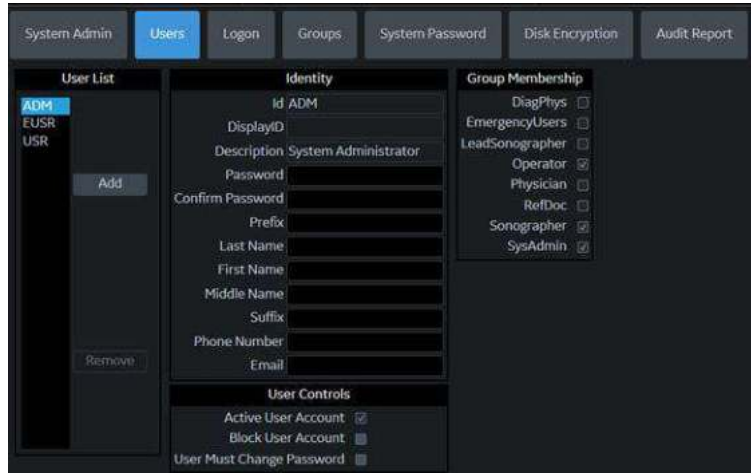 System Admin
Users
Logon
Groups
System Password
Disk Encryption
Audit Report
User List
ADM
EUSR
USR
Add
Remove
Identity
Id ADM
DisplayID
Description System Administrator
Password
Confirm Password
Prefix
Last Name
First Name
Middle Name
Suffix
Phone Number
Email
User Controls
Active User Account
Block User Account
User Must Change Password
Group Membership
DiagPhys
EmergencyUsers
LeadSonographer
Operator
Physician
RefDoc
Sonographer
SysAdmin